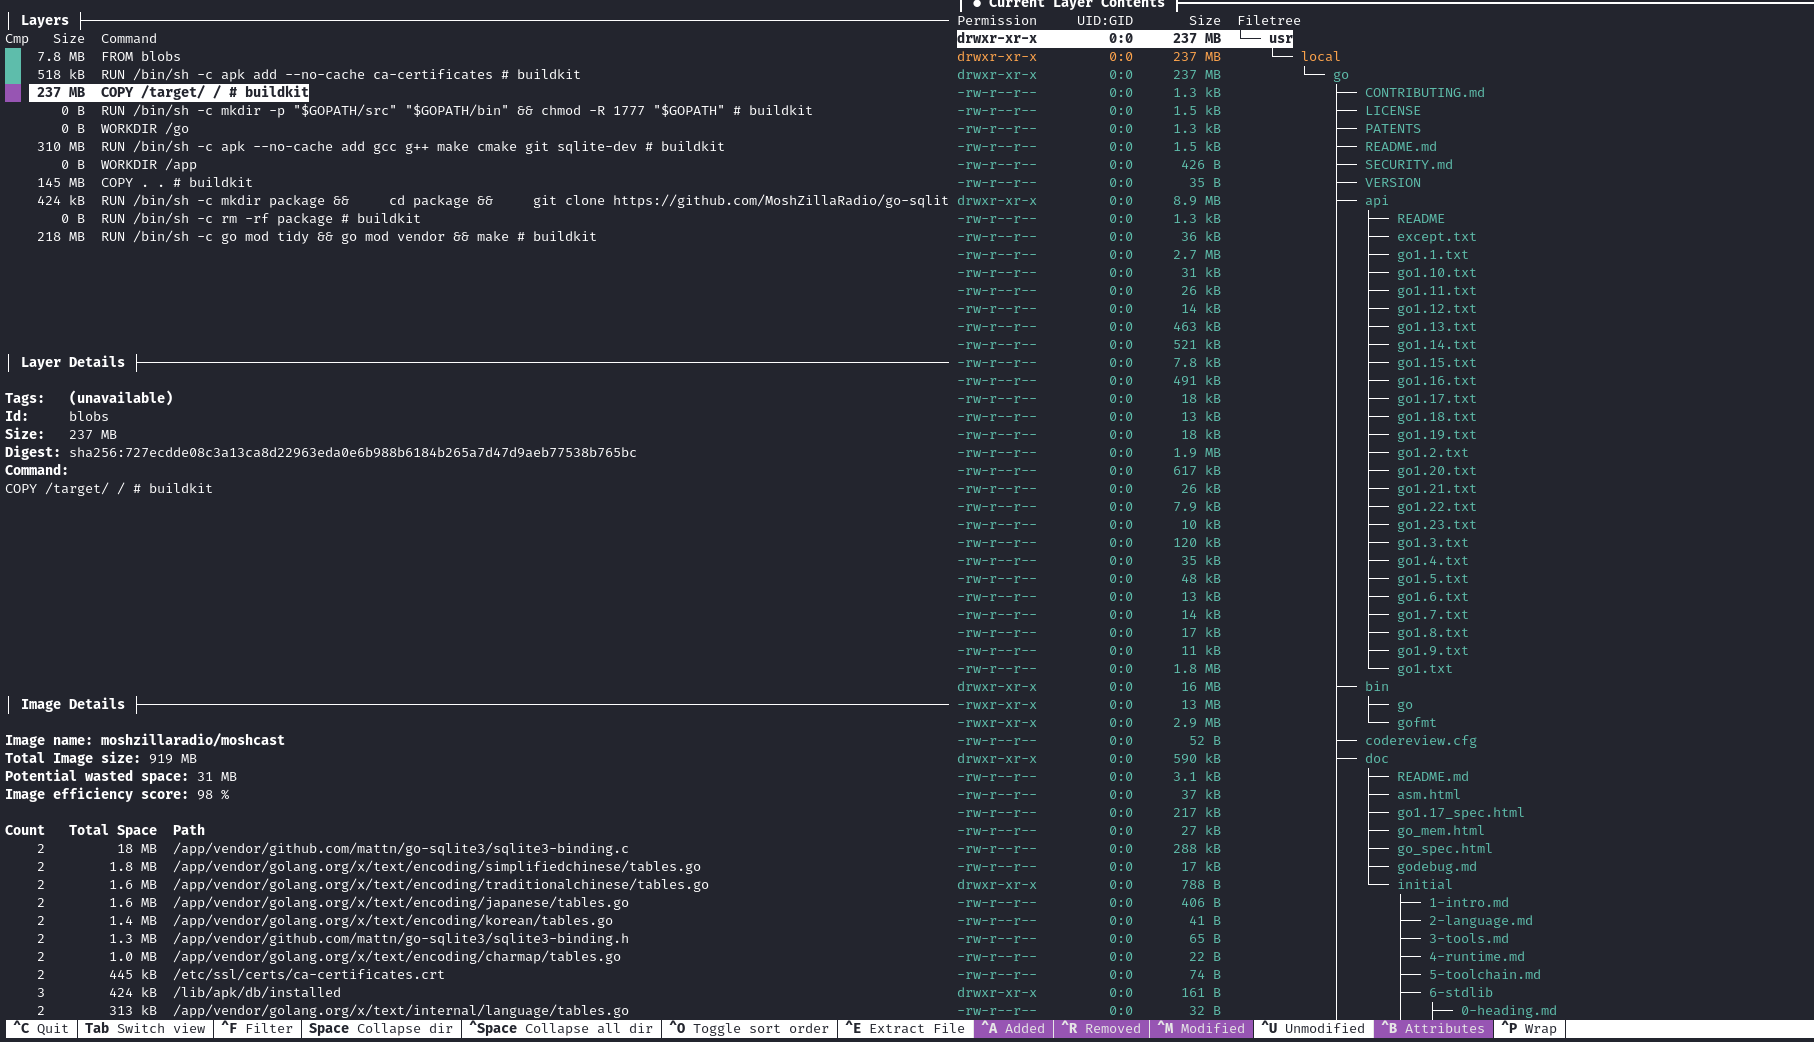 Layers
Cmp Size Command
7.8 MB FROM blobs
518 kB RUN /bin/sh -c apk add --no-cache ca-certificates # buildkit
237 MB COPY /target/ / # buildkit
0 B RUN /bin/sh -c mkdir -p "$GOPATH/src" "$GOPATH/bin" && chmod -R 1777 "$GOPATH" # buildkit
0 B WORKDIR /go
310 MB RUN /bin/sh -c apk --no-cache add gcc g++ make cmake git sqlite-dev # buildkit
0 B WORKDIR /app
145 MB COPY . . # buildkit
424 kB RUN /bin/sh -c mkdir package && cd package && git clone https://github.com/MoshZillaRadio/go-sqlit
0 B RUN /bin/sh -c rm -rf package # buildkit
218 MB RUN /bin/sh -c go mod tidy && go mod vendor && make # buildkit
Layer Details
Tags: (unavailable)
Id: blobs
Size: 237 MB
Digest: sha256:727ecdde08c3a13ca8d22963eda0e6b988b6184b265a7d47d9aeb77538b765bc
Command:
COPY /target/ / # buildkit
Image Details
Image name: moshzillaradio/moshcast
Total Image size: 919 MB
Potential wasted space: 31 MB
Image efficiency score: 98 %
Count Total Space Path
2 18 MB /app/vendor/github.com/mattn/go-sqlite3/sqlite3-binding.c
2 1.8 MB /app/vendor/golang.org/x/text/encoding/simplifiedchinese/tables.go
2 1.6 MB /app/vendor/golang.org/x/text/encoding/traditionalchinese/tables.go
2 1.6 MB /app/vendor/golang.org/x/text/encoding/japanese/tables.go
2 1.4 MB /app/vendor/golang.org/x/text/encoding/korean/tables.go
2 1.3 MB /app/vendor/github.com/mattn/go-sqlite3/sqlite3-binding.h
2 1.0 MB /app/vendor/golang.org/x/text/encoding/charmap/tables.go
2 445 kB /etc/ssl/certs/ca-certificates.crt
3 424 kB /lib/apk/db/installed
2 313 kB /app/vendor/golang.org/x/text/internal/language/tables.go
● Current Layer Contents
Permission UID:GID Size Filetree
drwxr-xr-x 0:0 237 MB usr
drwxr-xr-x 0:0 237 MB local
drwxr-xr-x 0:0 237 MB go
-rw-r--r-- 0:0 1.3 kB CONTRIBUTING.md
-rw-r--r-- 0:0 1.5 kB LICENSE
-rw-r--r-- 0:0 1.3 kB PATENTS
-rw-r--r-- 0:0 1.5 kB README.md
-rw-r--r-- 0:0 426 B SECURITY.md
-rw-r--r-- 0:0 35 B VERSION
drwxr-xr-x 0:0 8.9 MB api
-rw-r--r-- 0:0 1.3 kB README
-rw-r--r-- 0:0 36 kB except.txt
-rw-r--r-- 0:0 2.7 MB go1.1.txt
-rw-r--r-- 0:0 31 kB go1.10.txt
-rw-r--r-- 0:0 26 kB go1.11.txt
-rw-r--r-- 0:0 14 kB go1.12.txt
-rw-r--r-- 0:0 463 kB go1.13.txt
-rw-r--r-- 0:0 521 kB go1.14.txt
-rw-r--r-- 0:0 7.8 kB go1.15.txt
-rw-r--r-- 0:0 491 kB go1.16.txt
-rw-r--r-- 0:0 18 kB go1.17.txt
-rw-r--r-- 0:0 13 kB go1.18.txt
-rw-r--r-- 0:0 18 kB go1.19.txt
-rw-r--r-- 0:0 1.9 MB go1.2.txt
-rw-r--r-- 0:0 617 kB go1.20.txt
-rw-r--r-- 0:0 26 kB go1.21.txt
-rw-r--r-- 0:0 7.9 kB go1.22.txt
-rw-r--r-- 0:0 10 kB go1.23.txt
-rw-r--r-- 0:0 120 kB go1.3.txt
-rw-r--r-- 0:0 35 kB go1.4.txt
-rw-r--r-- 0:0 48 kB go1.5.txt
-rw-r--r-- 0:0 13 kB go1.6.txt
-rw-r--r-- 0:0 14 kB go1.7.txt
-rw-r--r-- 0:0 17 kB go1.8.txt
-rw-r--r-- 0:0 11 kB go1.9.txt
-rw-r--r-- 0:0 1.8 MB go1.txt
drwxr-xr-x 0:0 16 MB bin
-rwxr-xr-x 0:0 13 MB go
-rwxr-xr-x 0:0 2.9 MB gofmt
-rw-r--r-- 0:0 52 B codereview.cfg
drwxr-xr-x 0:0 590 kB doc
-rw-r--r-- 0:0 3.1 kB README.md
-rw-r--r-- 0:0 37 kB asm.html
-rw-r--r-- 0:0 217 kB go1.17_spec.html
-rw-r--r-- 0:0 27 kB go_mem.html
-rw-r--r-- 0:0 288 kB go_spec.html
-rw-r--r-- 0:0 17 kB godebug.md
drwxr-xr-x 0:0 788 B initial
-rw-r--r-- 0:0 406 B 1-intro.md
-rw-r--r-- 0:0 41 B 2-language.md
-rw-r--r-- 0:0 65 B 3-tools.md
-rw-r--r-- 0:0 22 B 4-runtime.md
-rw-r--r-- 0:0 74 B 5-toolchain.md
drwxr-xr-x 0:0 161 B 6-stdlib
-rw-r--r-- 0:0 32 B 0-heading.md
^C Quit Tab Switch view ^F Filter Space Collapse dir ^Space Collapse all dir ^O Toggle sort order ^E Extract File ^A Added ^R Removed ^M Modified ^U Unmodified ^B Attributes ^P Wrap